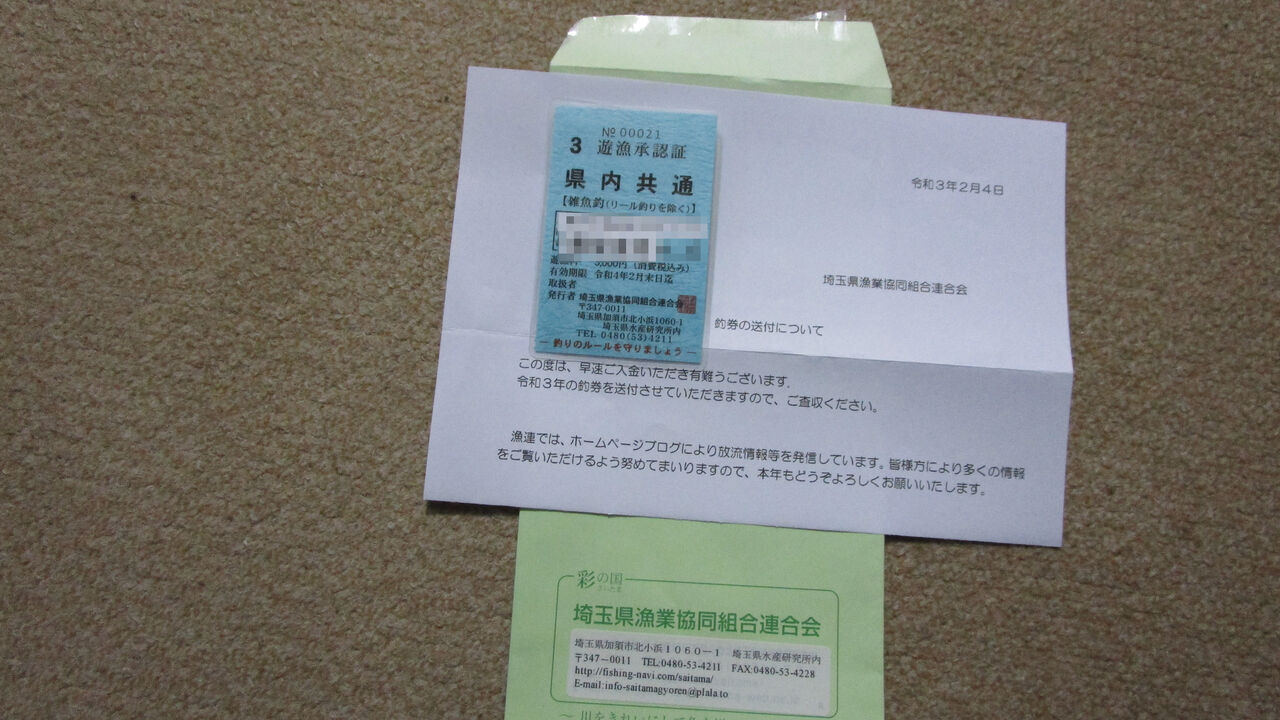 №00021
3 遊漁承認証
県内共通
【雑魚釣(リール釣りを除く)】
5,000円(消費税込み)
有効期限 令和4年2月末日迄
取扱者
発行者 埼玉県漁業協同組合連合会
〒347-0011
埼玉県加須市北小浜1060-1
埼玉県水産研究所内
TEL 0480(53)4211
― 釣りのルールを守りましょう ―
令和3年2月4日
埼玉県漁業協同組合連合会
釣券の送付について
この度は、早速ご入金いただき有難うございます.
令和3年の釣券を送付させていただきますので、ご査収ください。
漁連では、ホームページブログにより放流情報等を発信しています。皆様方により多くの情報
をご覧いただけるよう努めてまいりますので、本年もどうぞよろしくお願いいたします。
彩の国
さいたま
埼玉県漁業協同組合連合会
埼玉県加須市北小浜1060-1 埼玉県水産研究所内
〒347-0011 TEL:0480-53-4211 FAX:0480-53-4228
http://fishing-navi.com/saitama/
E-mail:info-saitamagyoren@plala.to